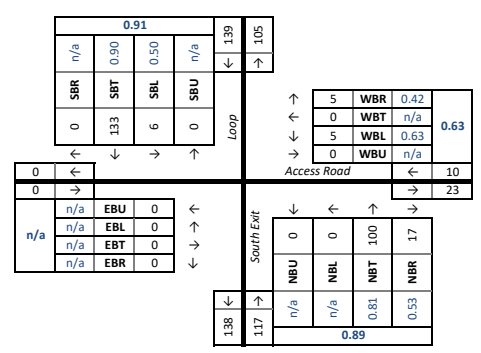 0.91
139
105
n/a
0.90
0.50
n/a
↓
↑
SBR
SBT
SBL
SBU
0
133
6
0
Loop
← ↓ → ↑
↑ 5 WBR 0.42
← 0 WBT n/a
↓ 5 WBL 0.63
→ 0 WBU n/a
0.63
0 ←
Access Road
← 10
0 →
→ 23
n/a
n/a EBU 0 ←
n/a EBL 0 ↑
n/a EBT 0 →
n/a EBR 0 ↓
South Exit
↓ ← ↑ →
0
0
100
17
NBU
NBL
NBT
NBR
↓
↑
n/a
n/a
0.81
0.53
138
117
0.89